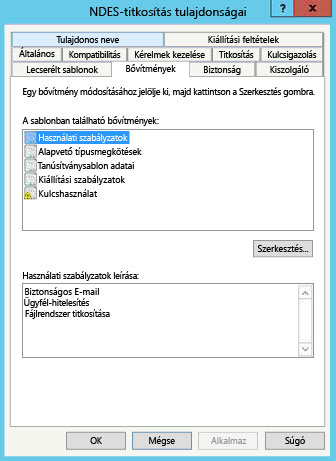 NDES-titkosítás tulajdonságai
?
x
Tulajdonos neve
Kiállítási feltételek
Általános
Kompatibilitás
Kérelmek kezelése
Titkosítás
Kulcsigazolás
Lecserélt sablonok
Bővítmények
Biztonság
Kiszolgáló
Egy bővítmény módosításához jelölje ki, majd kattintson a Szerkesztés gombra.
A sablonban található bővítmények:
Használati szabályzatok
Alapvető típusmegkötések
Tanúsítványsablon adatai
Kiállítási szabályzatok
Kulcshasználat
Szerkesztés...
Használati szabályzatok leírása:
Biztonságos E-mail
Ügyfél-hitelesítés
Fájlrendszer titkosítása
OK
Mégse
Alkalmaz
Súgó